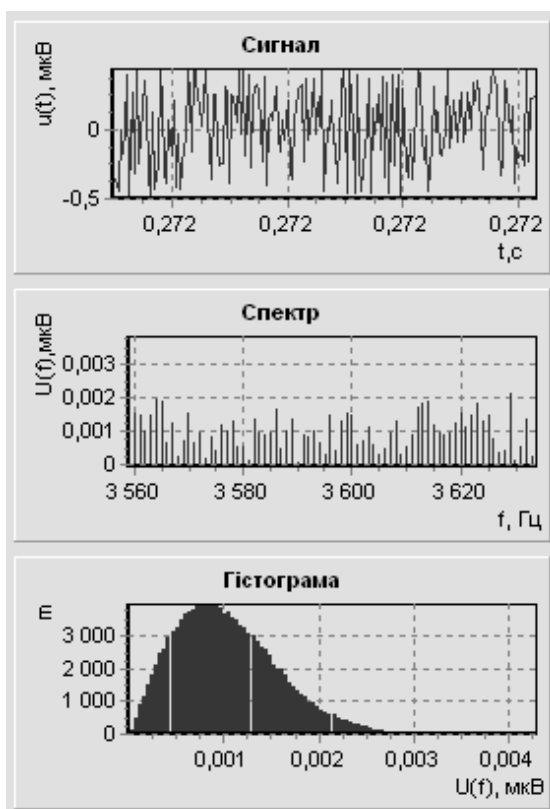 Сигнал
u(t), мкВ
0
-0,5
0,272 0,272 0,272 0,272
t,c
Спектр
U(f),мкВ
0,003
0,002
0,001
0
3 560 3 580 3 600 3 620
f, Гц
Гістограма
m
3 000
2 000
1 000
0
0,001 0,002 0,003 0,004
U(f), мкВ